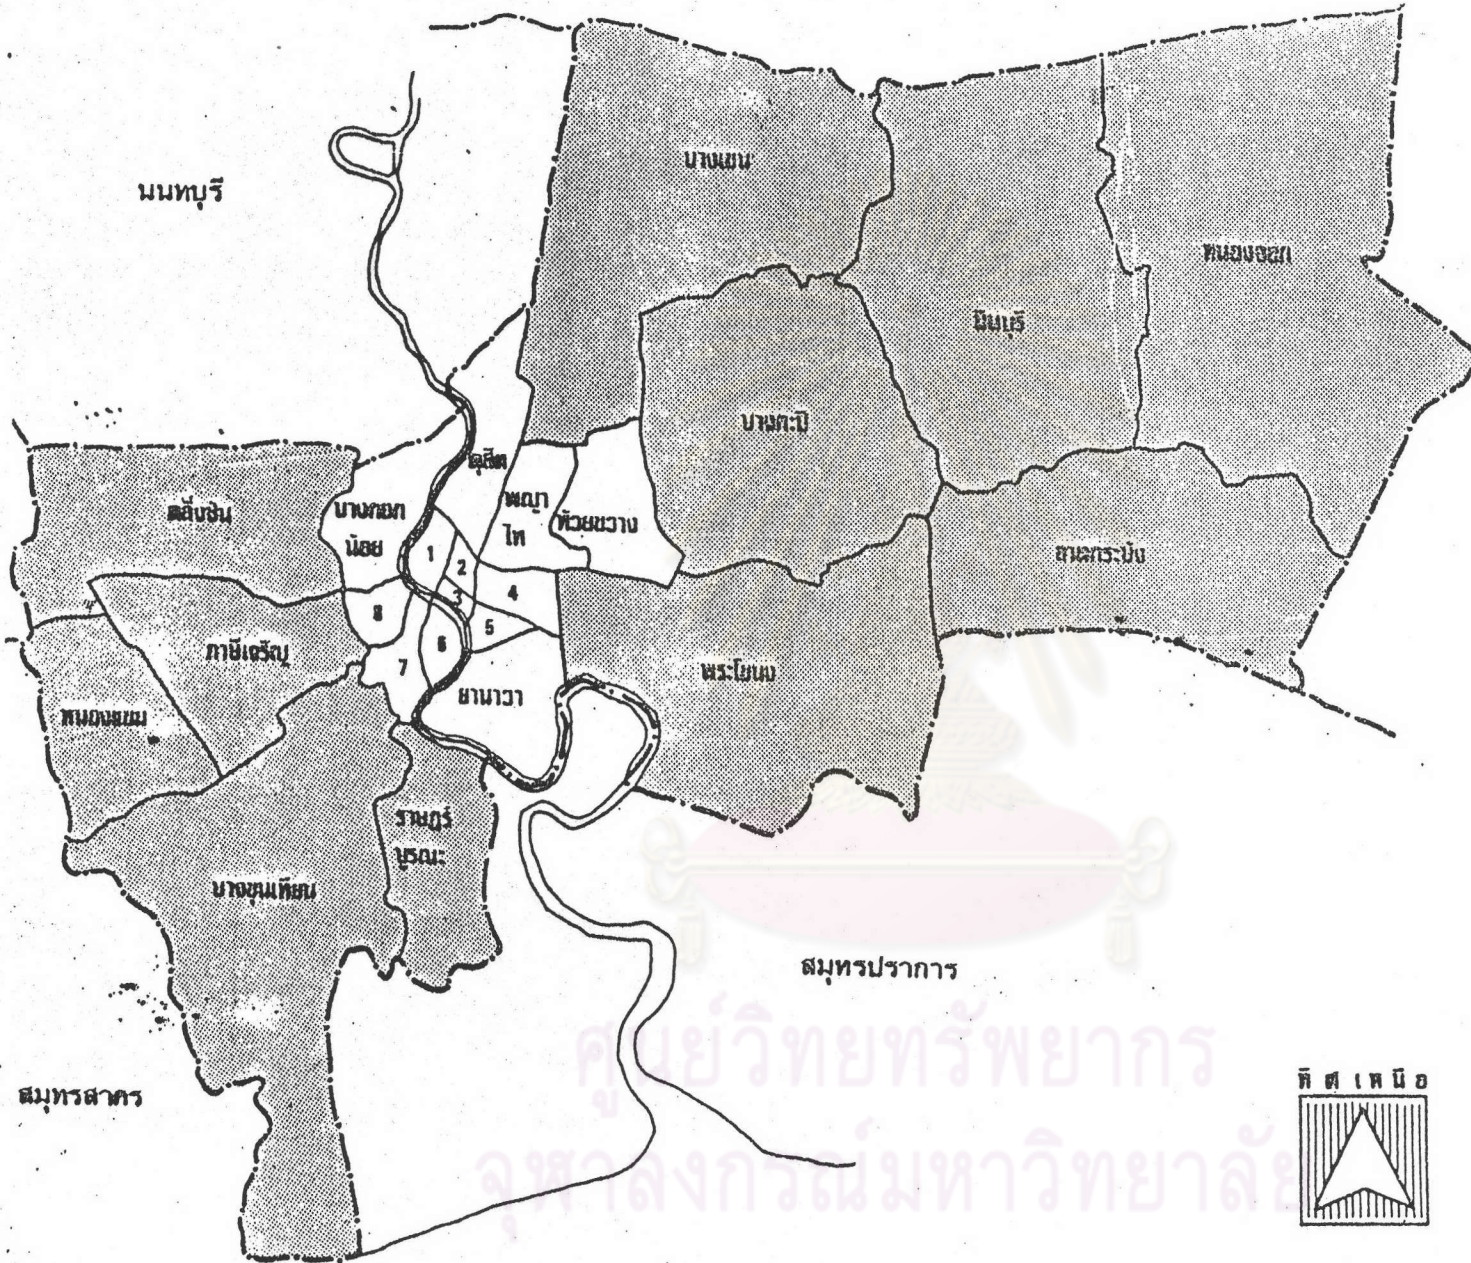 นนทบุรี
บางเขน
หนองจอก
มีนบุรี
บางกะปิ
ดุสิต
ตลิ่งชัน
บางกอก
น้อย
พญา
ไท
ห้วยขวาง
ลาดกระบัง
1
2
3
4
5
6
7
8
ภาษีเจริญ
พระโขนง
ยานาวา
หนองแขม
ราษฎร์
บูรณะ
บางขุนเทียน
สมุทรปราการ
สมุทรสาคร
ทิศเหนือ
ศูนย์วิทยทรัพยากร
จุฬาลงกรณ์มหาวิทยาลัย